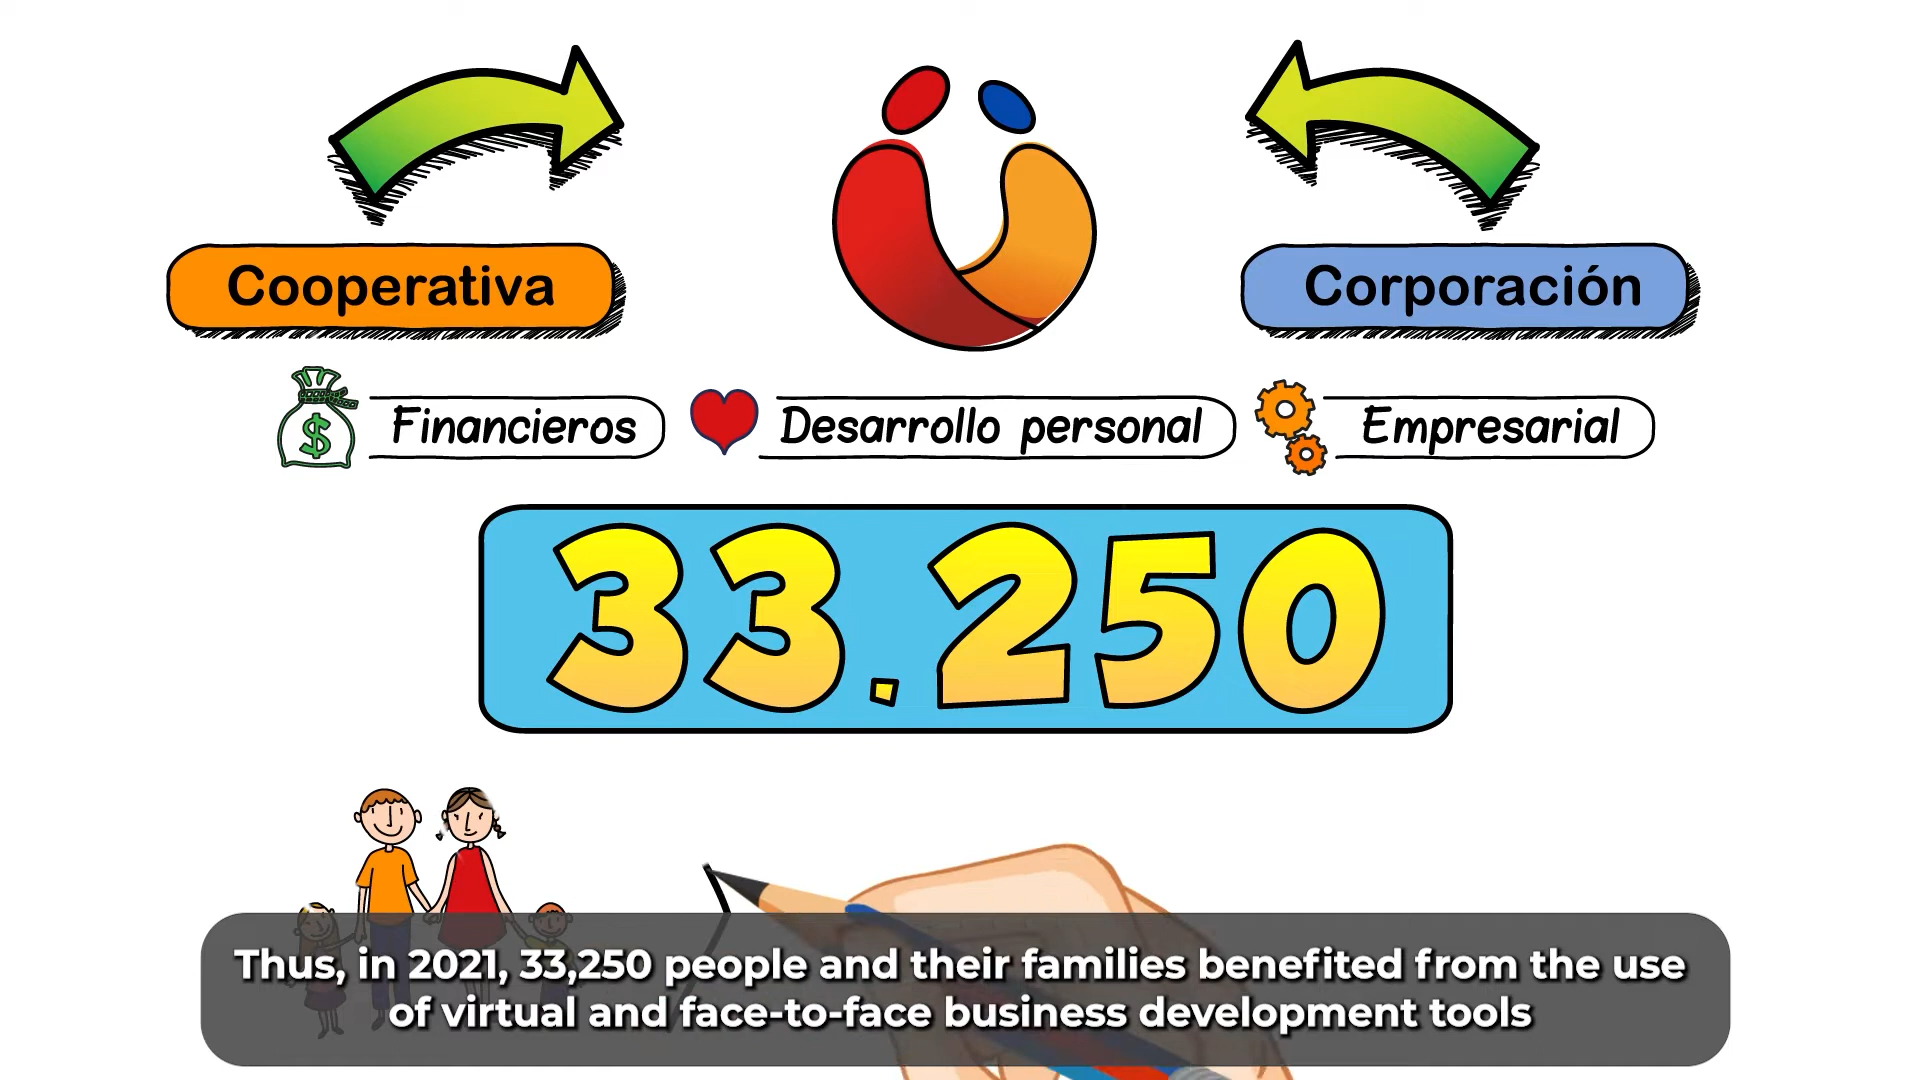 Cooperativa
Corporación
$ Financieros
Desarrollo personal
Empresarial
33.250
Thus, in 2021, 33,250 people and their families benefited from the use
of virtual and face-to-face business development tools